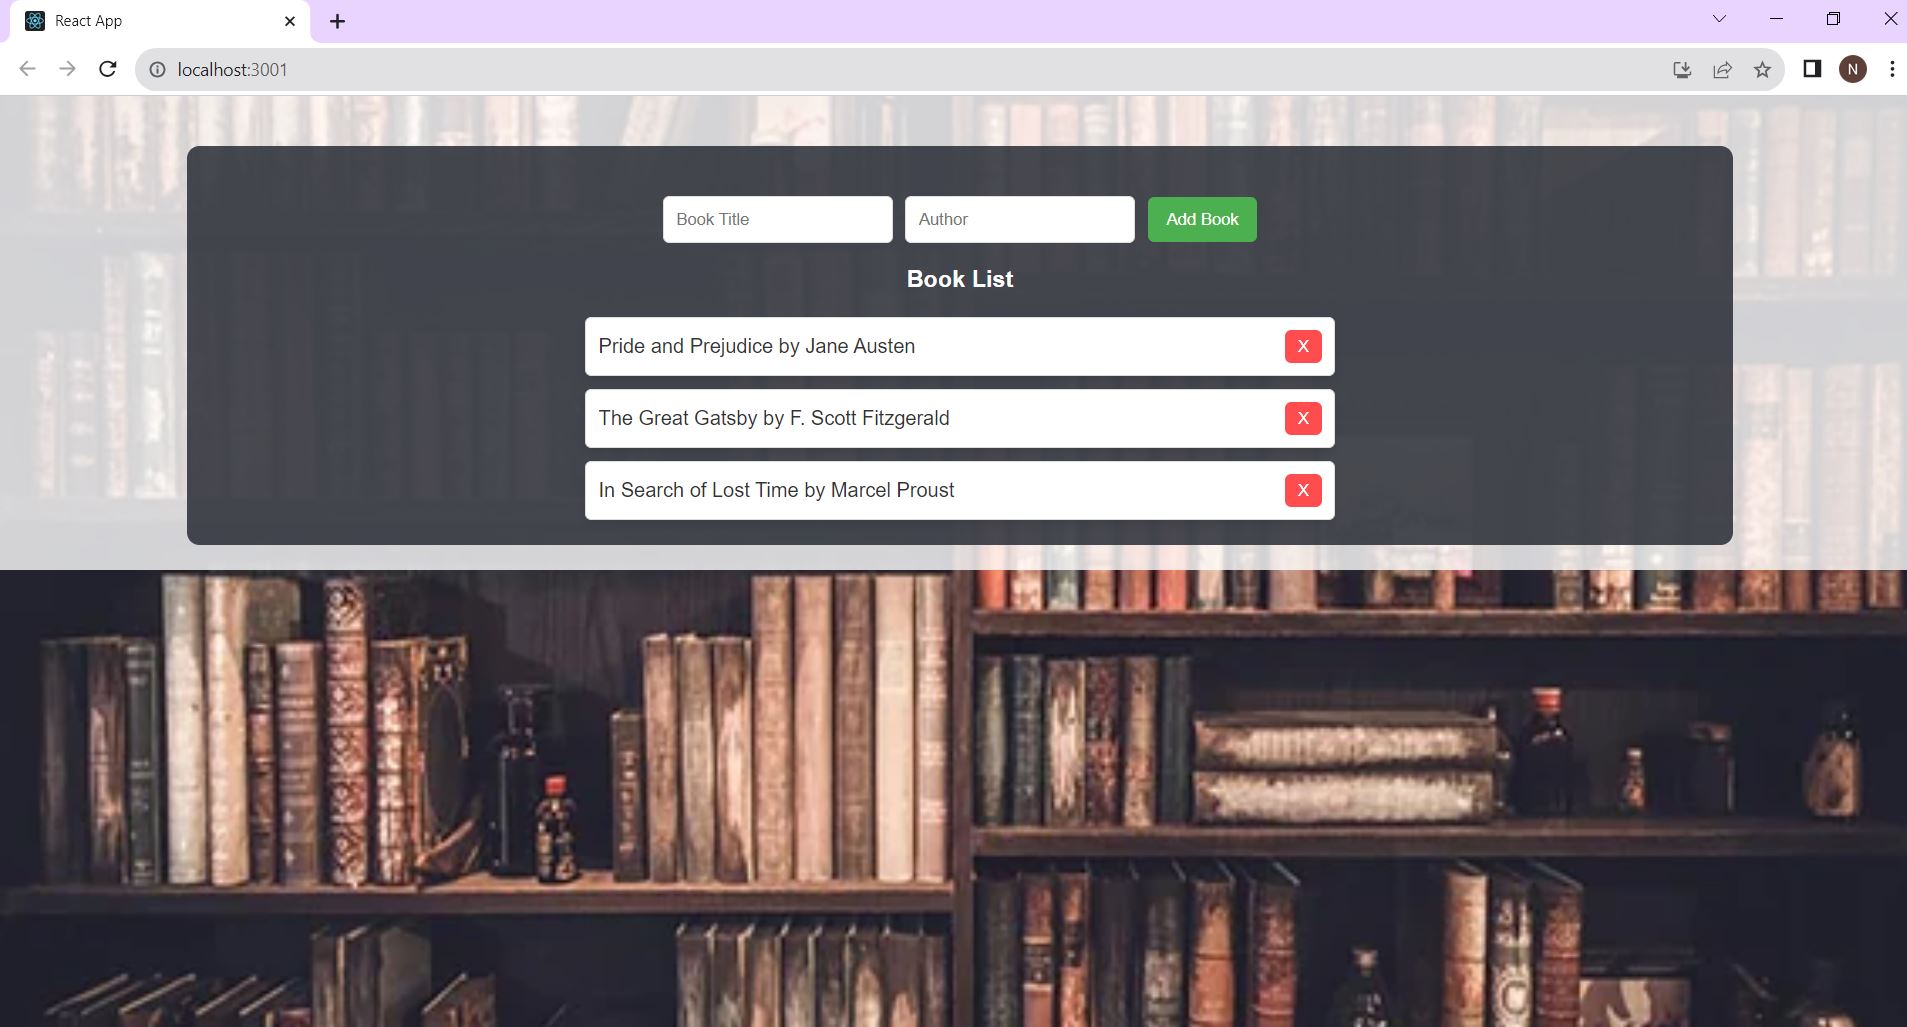 React App
localhost:3001
N
Book Title
Author
Add Book
Book List
Pride and Prejudice by Jane Austen
X
The Great Gatsby by F. Scott Fitzgerald
X
In Search of Lost Time by Marcel Proust
X